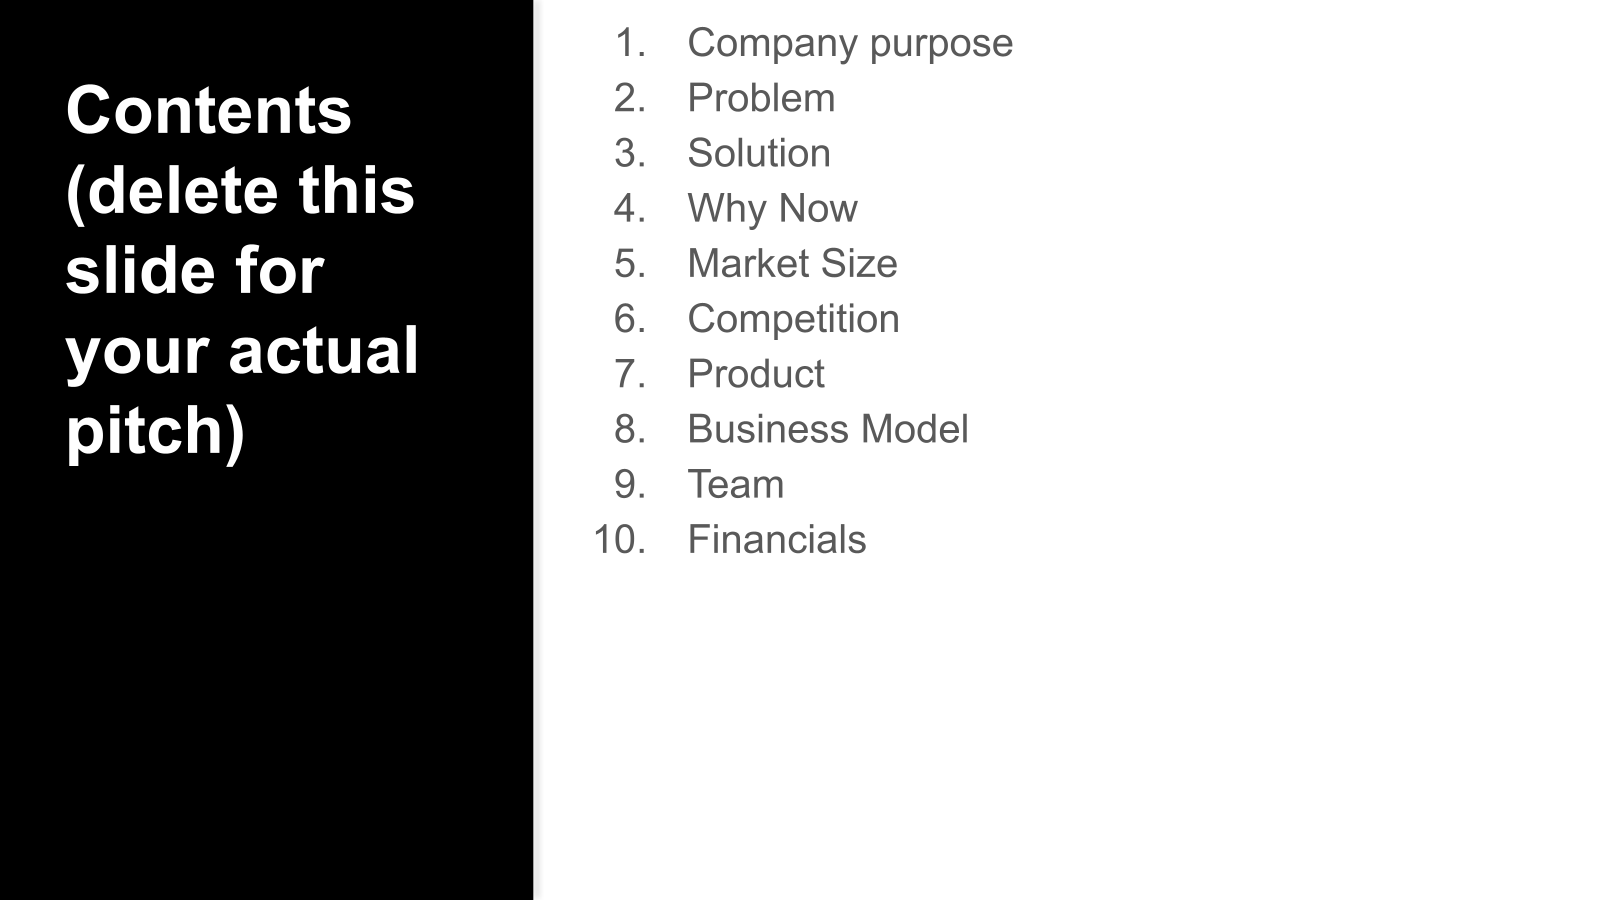 Contents
(delete this
slide for
your actual
pitch)
1. Company purpose
2. Problem
3. Solution
4. Why Now
5. Market Size
6. Competition
7. Product
8. Business Model
9. Team
10. Financials